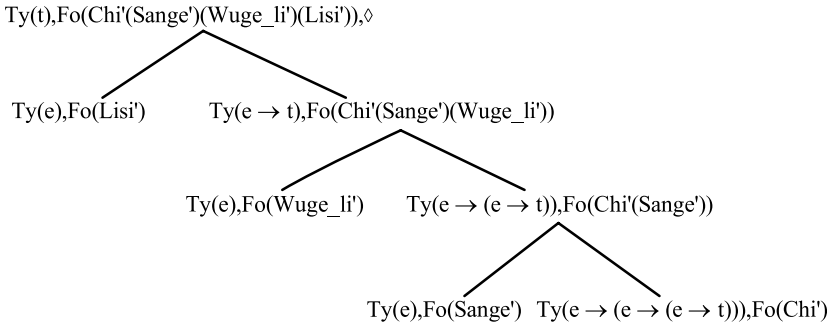 Ty(t),Fo(Chi'(Sange')(Wuge_li')(Lisi')),◊
Ty(e),Fo(Lisi') Ty(e → t),Fo(Chi'(Sange')(Wuge_li'))
Ty(e),Fo(Wuge_li') Ty(e → (e → t)),Fo(Chi'(Sange'))
Ty(e),Fo(Sange') Ty(e → (e → (e → t))),Fo(Chi')